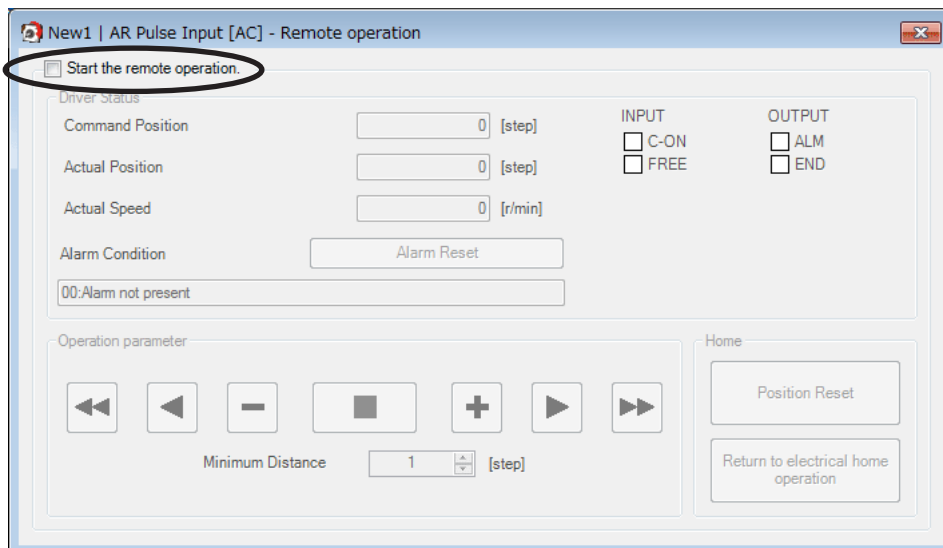 New1 | AR Pulse Input [AC] - Remote operation
Start the remote operation.
Driver Status
Command Position 0 [step]
Actual Position 0 [step]
Actual Speed 0 [r/min]
Alarm Condition Alarm Reset
00:Alarm not present
INPUT OUTPUT
C-ON ALM
FREE END
Operation parameter
Minimum Distance 1 [step]
Home
Position Reset
Return to electrical home
operation